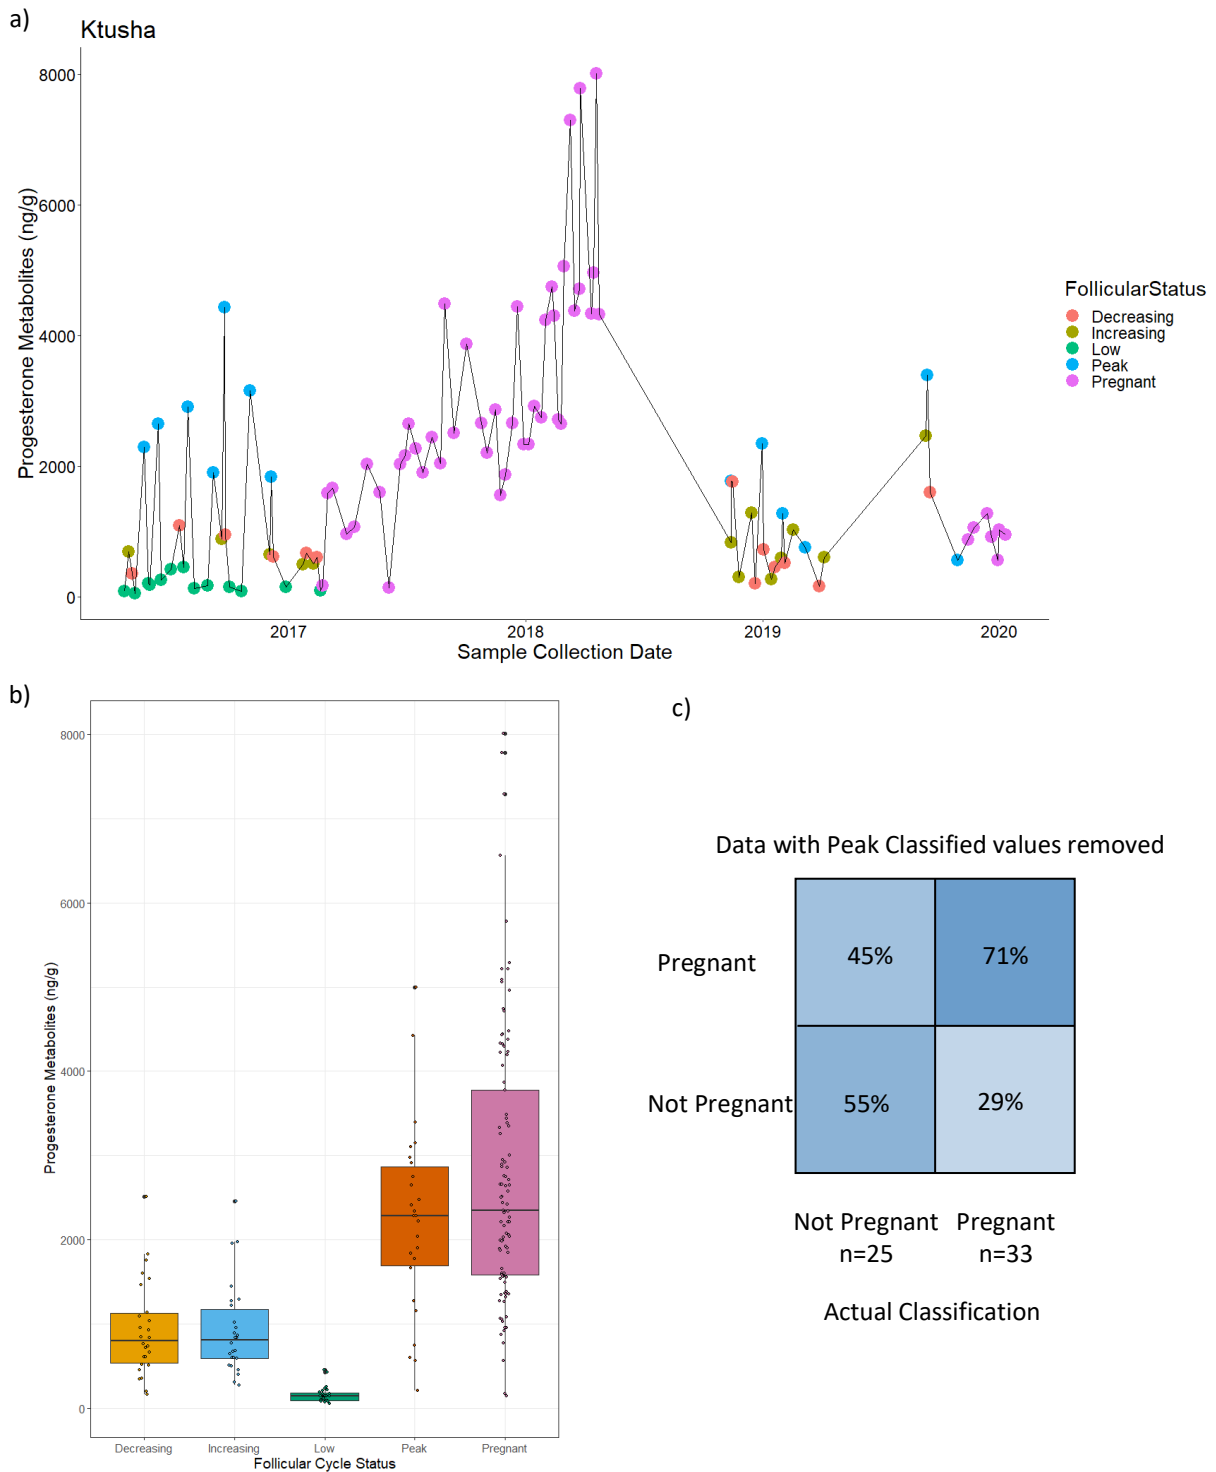 a)
Ktusha
8000
6000
4000
2000
0
Progesterone Metabolites (ng/g)
2017
2018
2019
2020
Sample Collection Date
FollicularStatus
Decreasing
Increasing
Low
Peak
Pregnant
b)
8000
6000
4000
2000
0
Progesterone Metabolites (ng/g)
Decreasing
Increasing
Low
Peak
Pregnant
Follicular Cycle Status
c)
Data with Peak Classified values removed
Pregnant
45%
71%
Not Pregnant
55%
29%
Not Pregnant
n=25
Pregnant
n=33
Actual Classification